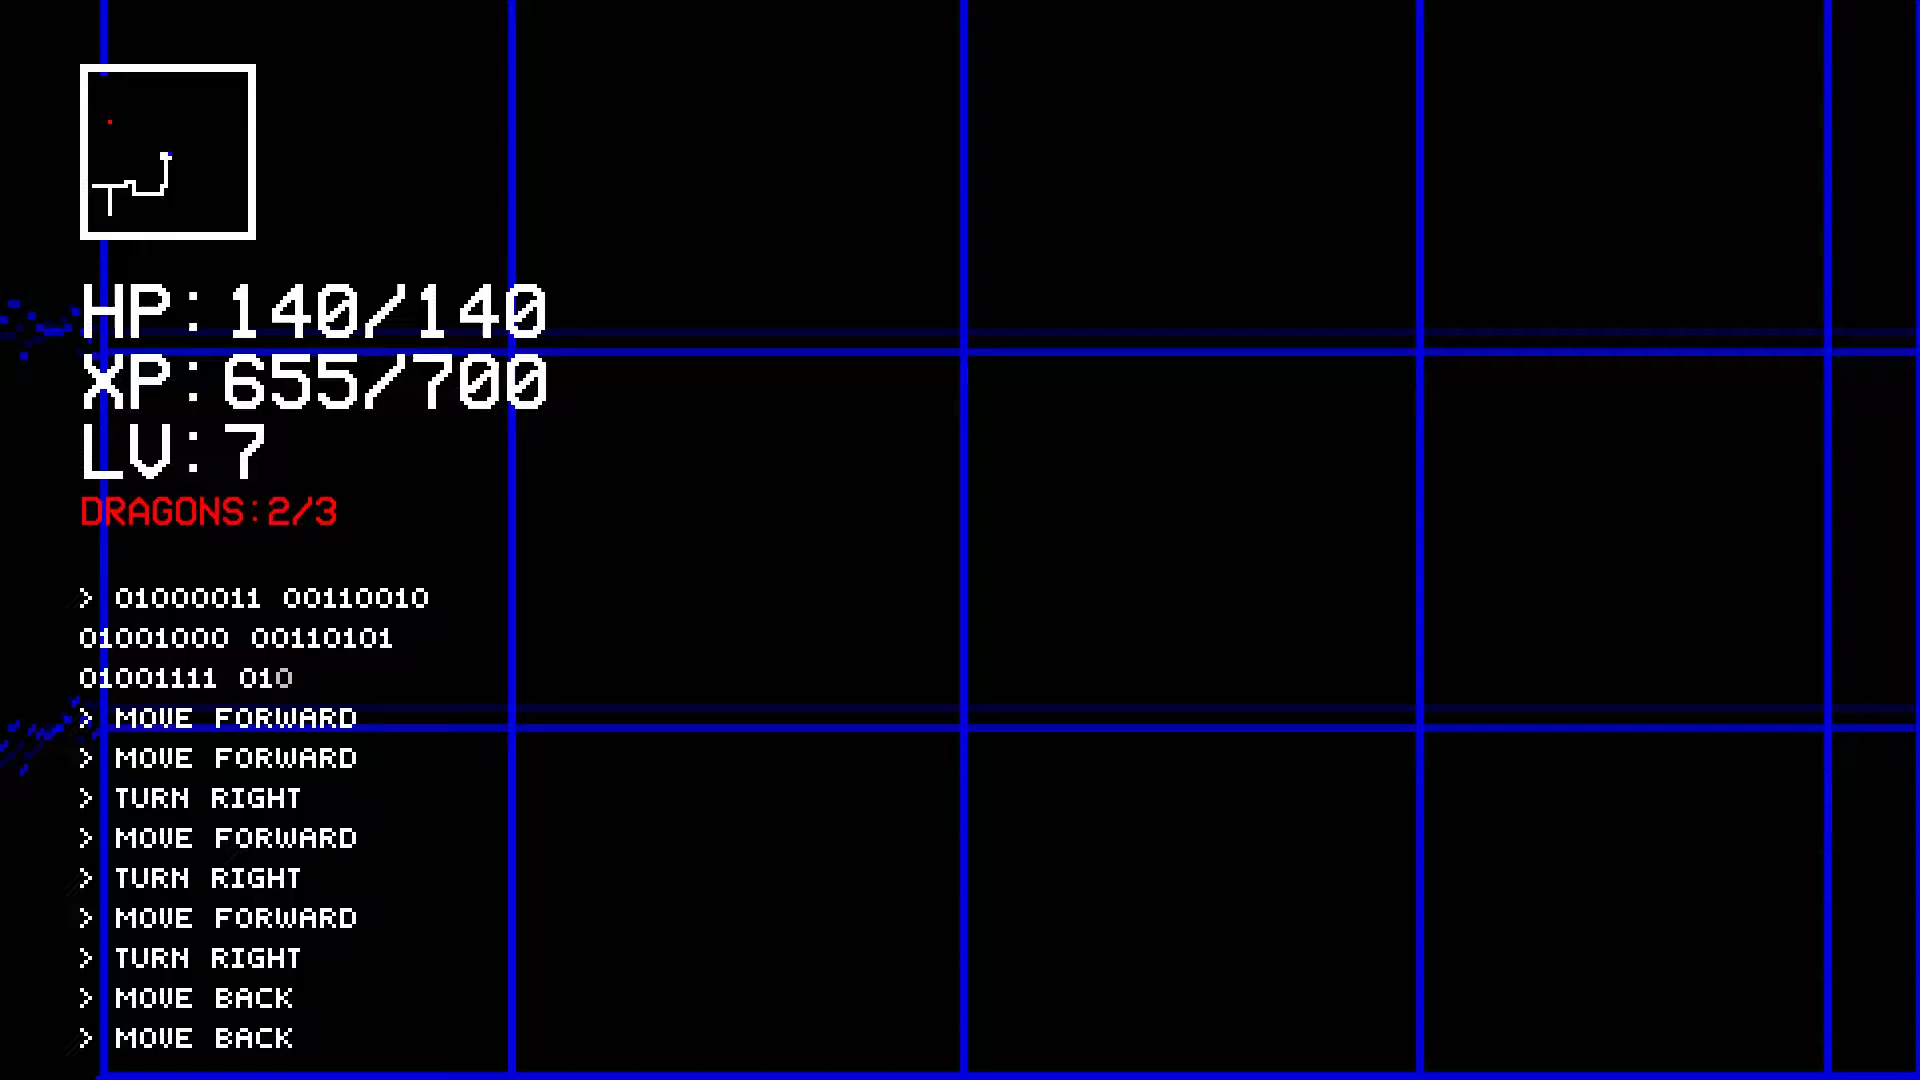 HP:140/140
XP:655/700
LV:7
DRAGONS:2/3
> 01000011 00110010
01001000 00110101
01001111 010
> MOVE FORWARD
> MOVE FORWARD
> TURN RIGHT
> MOVE FORWARD
> TURN RIGHT
> MOVE FORWARD
> TURN RIGHT
> MOVE BACK
> MOVE BACK